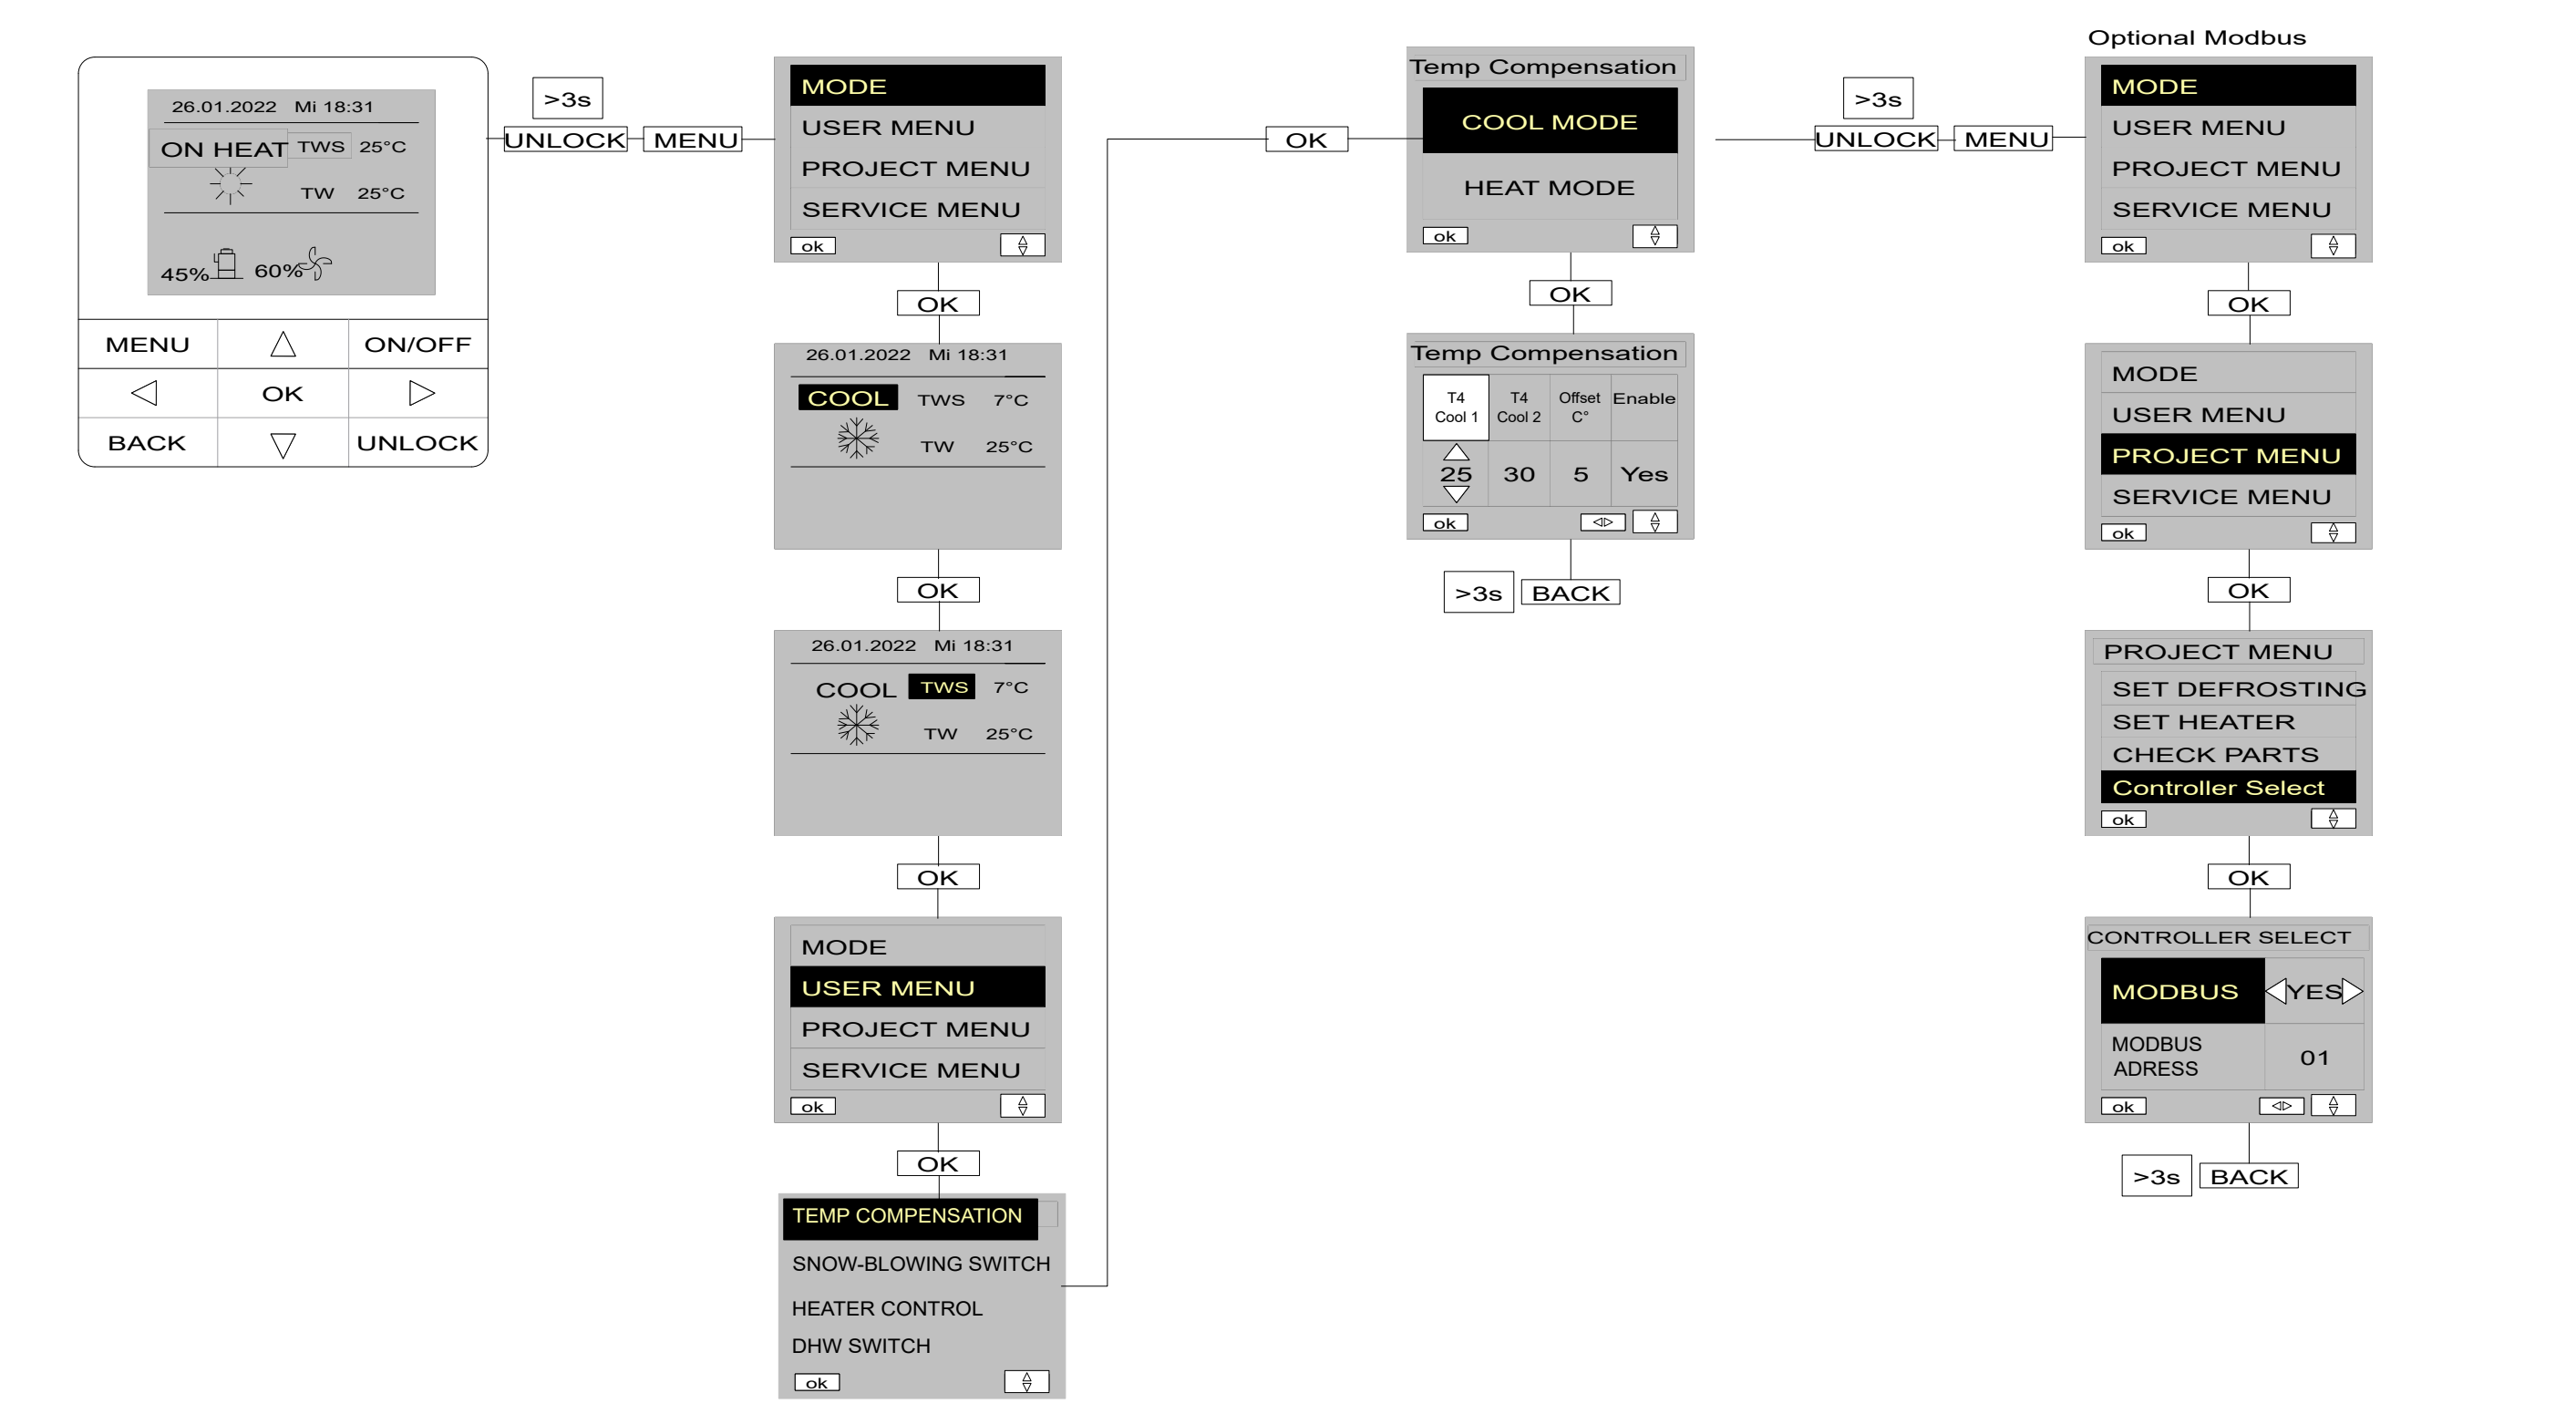 26.01.2022 Mi 18:31
ON HEAT TWS 25°C
TW 25°C
45% 60%
MENU ON/OFF
OK
BACK UNLOCK
>3s
UNLOCK MENU
MODE
USER MENU
PROJECT MENU
SERVICE MENU
ok
OK
26.01.2022 Mi 18:31
COOL TWS 7°C
TW 25°C
OK
26.01.2022 Mi 18:31
COOL TWS 7°C
TW 25°C
OK
MODE
USER MENU
PROJECT MENU
SERVICE MENU
ok
OK
TEMP COMPENSATION
SNOW-BLOWING SWITCH
HEATER CONTROL
DHW SWITCH
ok
OK
Temp Compensation
COOL MODE
HEAT MODE
ok
OK
Temp Compensation
T4 T4 Offset Enable
Cool 1 Cool 2 C°
25 30 5 Yes
ok
>3s BACK
>3s
UNLOCK MENU
Optional Modbus
MODE
USER MENU
PROJECT MENU
SERVICE MENU
ok
OK
MODE
USER MENU
PROJECT MENU
SERVICE MENU
ok
OK
PROJECT MENU
SET DEFROSTING
SET HEATER
CHECK PARTS
Controller Select
ok
OK
CONTROLLER SELECT
MODBUS YES
MODBUS
ADRESS 01
ok
>3s BACK